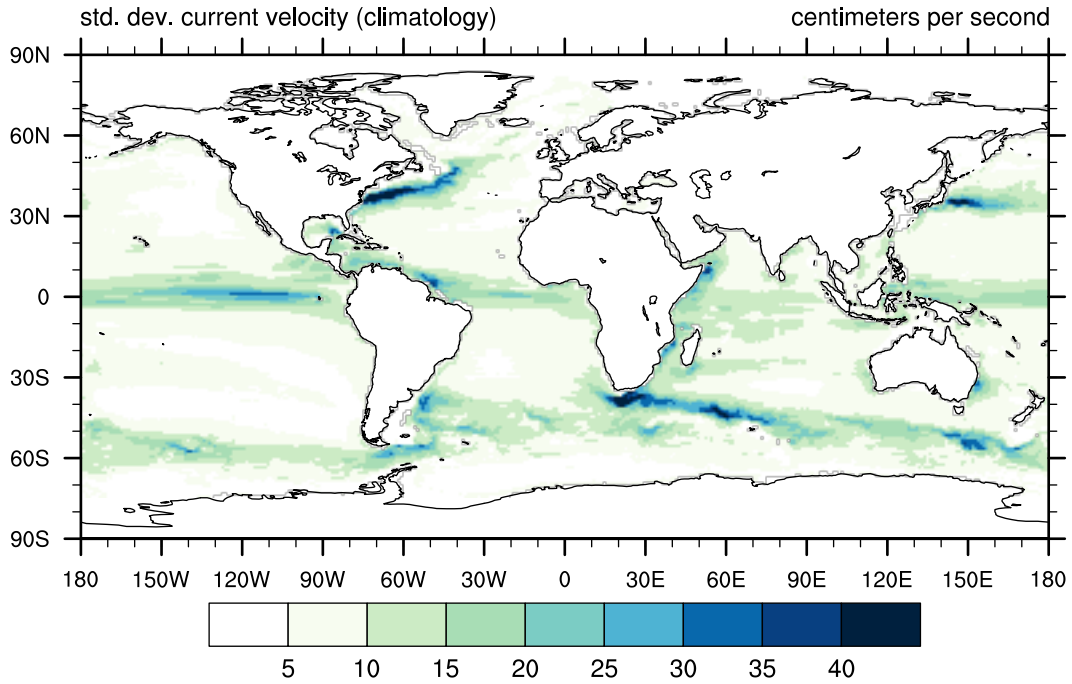 std. dev. current velocity (climatology) centimeters per second
90N
60N
30N
0
30S
60S
90S
180 150W 120W 90W 60W 30W 0 30E 60E 90E 120E 150E 180
5 10 15 20 25 30 35 40